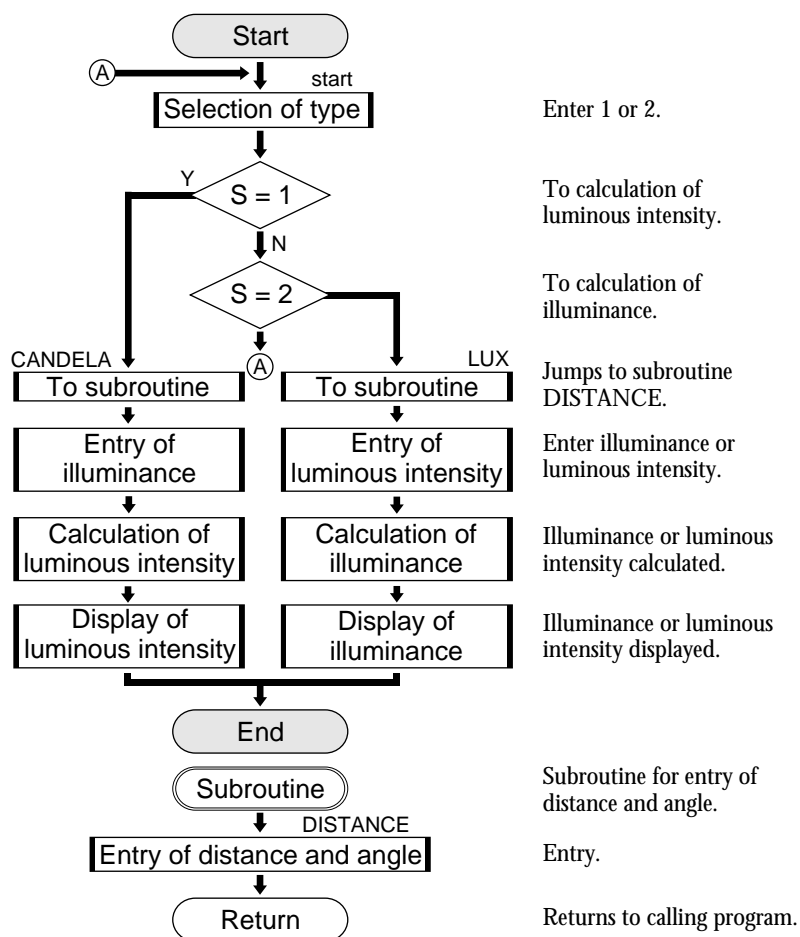 Start
A
start
Selection of type
Enter 1 or 2.
Y
S = 1
To calculation of
luminous intensity.
N
S = 2
To calculation of
illuminance.
CANDELA
A
LUX
To subroutine
To subroutine
Jumps to subroutine
DISTANCE.
Entry of
illuminance
Entry of
luminous intensity
Enter illuminance or
luminous intensity.
Calculation of
luminous intensity
Calculation of
illuminance
Illuminance or luminous
intensity calculated.
Display of
luminous intensity
Display of
illuminance
Illuminance or luminous
intensity displayed.
End
Subroutine
Subroutine for entry of
distance and angle.
DISTANCE
Entry of distance and angle
Entry.
Return
Returns to calling program.